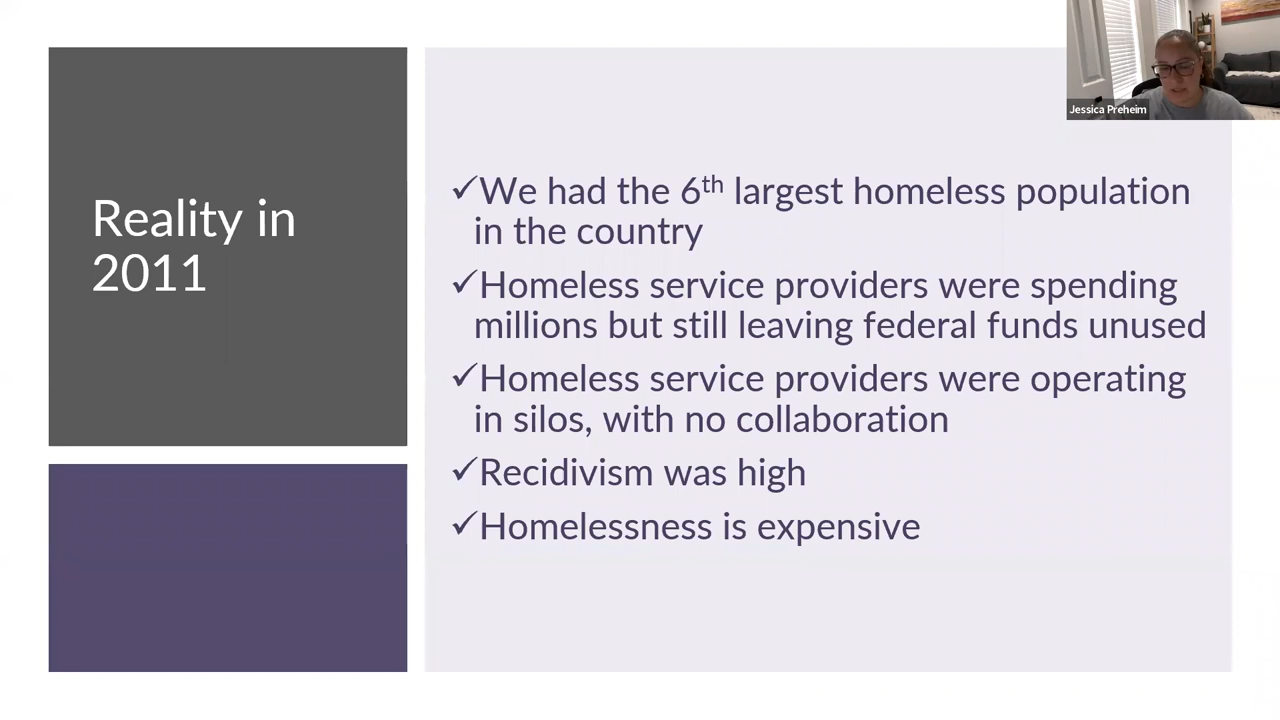 Jessica Preheim
Reality in
2011
✓We had the 6th largest homeless population
in the country
✓Homeless service providers were spending
millions but still leaving federal funds unused
✓Homeless service providers were operating
in silos, with no collaboration
✓Recidivism was high
✓Homelessness is expensive